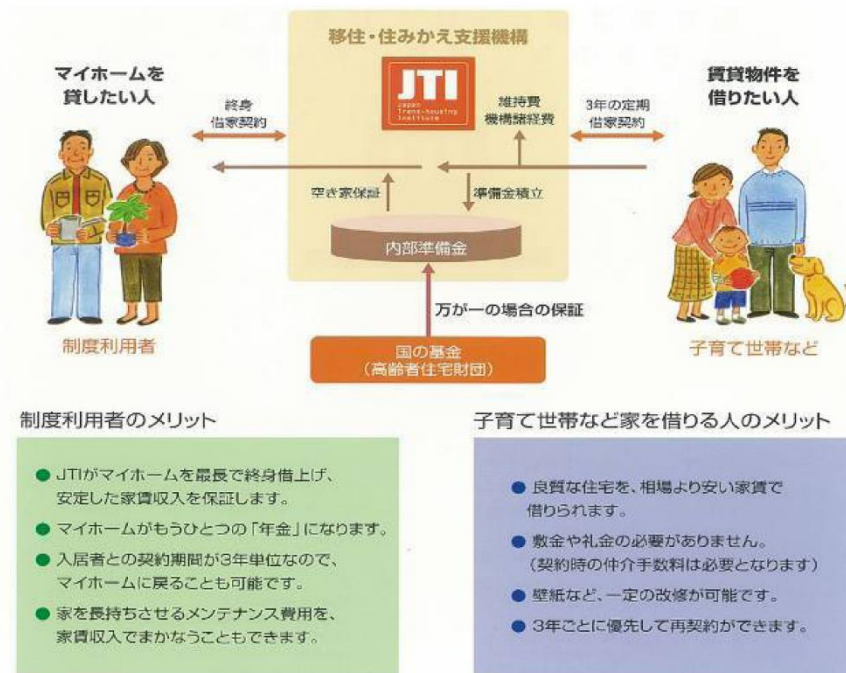 移住・住みかえ支援機構
マイホームを
貸したい人
JTI
Japan
Trans-housing
Institute
賃貸物件を
借りたい人
終身
借家契約
維持費
機構諸経費
3年の定期
借家契約
空き家保証
準備金積立
内部準備金
万が一の場合の保証
制度利用者
国の基金
(高齢者住宅財団)
子育て世帯など
制度利用者のメリット
● JTIがマイホームを最長で終身借上げ、
安定した家賃収入を保証します。
● マイホームがもうひとつの「年金」になります。
● 入居者との契約期間が3年単位なので、
マイホームに戻ることも可能です。
● 家を長持ちさせるメンテナンス費用を、
家賃収入でまかなうこともできます。
子育て世帯など家を借りる人のメリット
● 良質な住宅を、相場より安い家賃で
借りられます。
● 敷金や礼金の必要がありません。
(契約時の仲介手数料は必要となります)
● 壁紙など、一定の改修が可能です。
● 3年ごとに優先して再契約ができます。